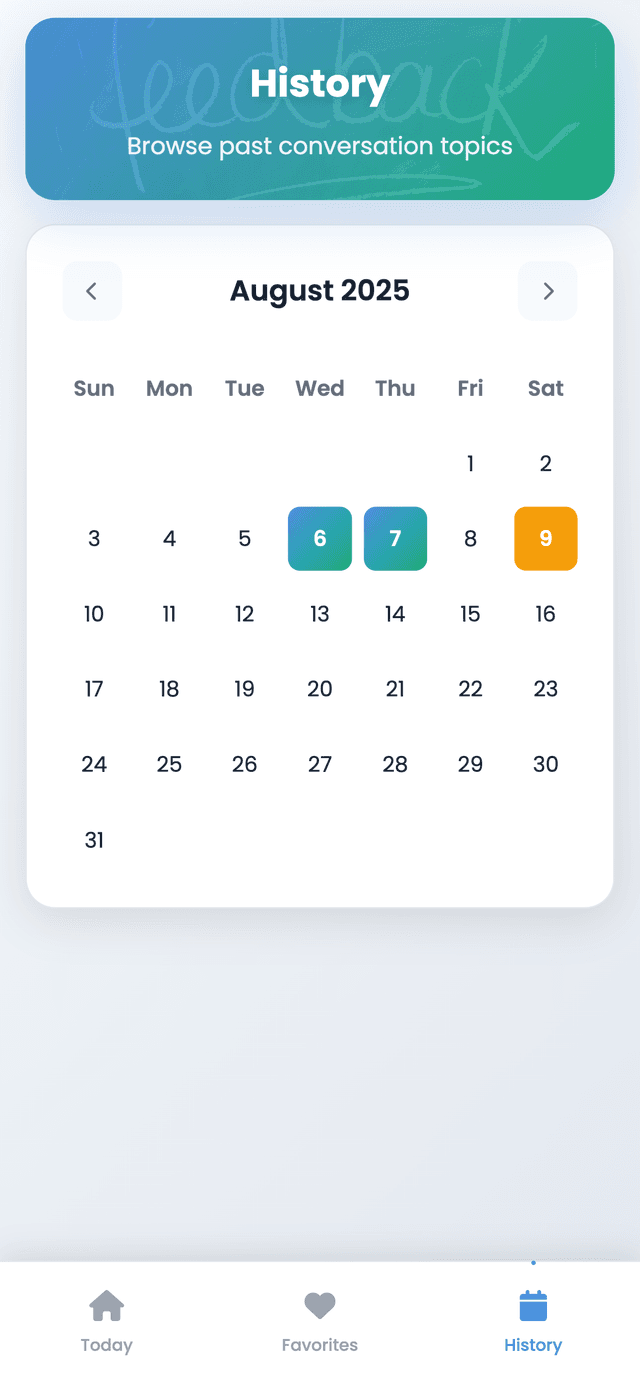 feedback
History
Browse past conversation topics
August 2025
Sun Mon Tue Wed Thu Fri Sat
1 2
3 4 5 6 7 8 9
10 11 12 13 14 15 16
17 18 19 20 21 22 23
24 25 26 27 28 29 30
31
Today Favorites History